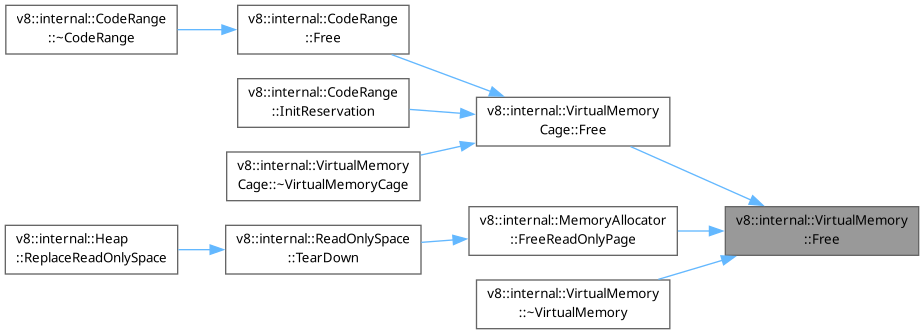 v8::internal::CodeRange
::~CodeRange
v8::internal::CodeRange
::Free
v8::internal::CodeRange
::InitReservation
v8::internal::VirtualMemory
Cage::Free
v8::internal::VirtualMemory
Cage::~VirtualMemoryCage
v8::internal::Heap
::ReplaceReadOnlySpace
v8::internal::ReadOnlySpace
::TearDown
v8::internal::MemoryAllocator
::FreeReadOnlyPage
v8::internal::VirtualMemory
::Free
v8::internal::VirtualMemory
::~VirtualMemory